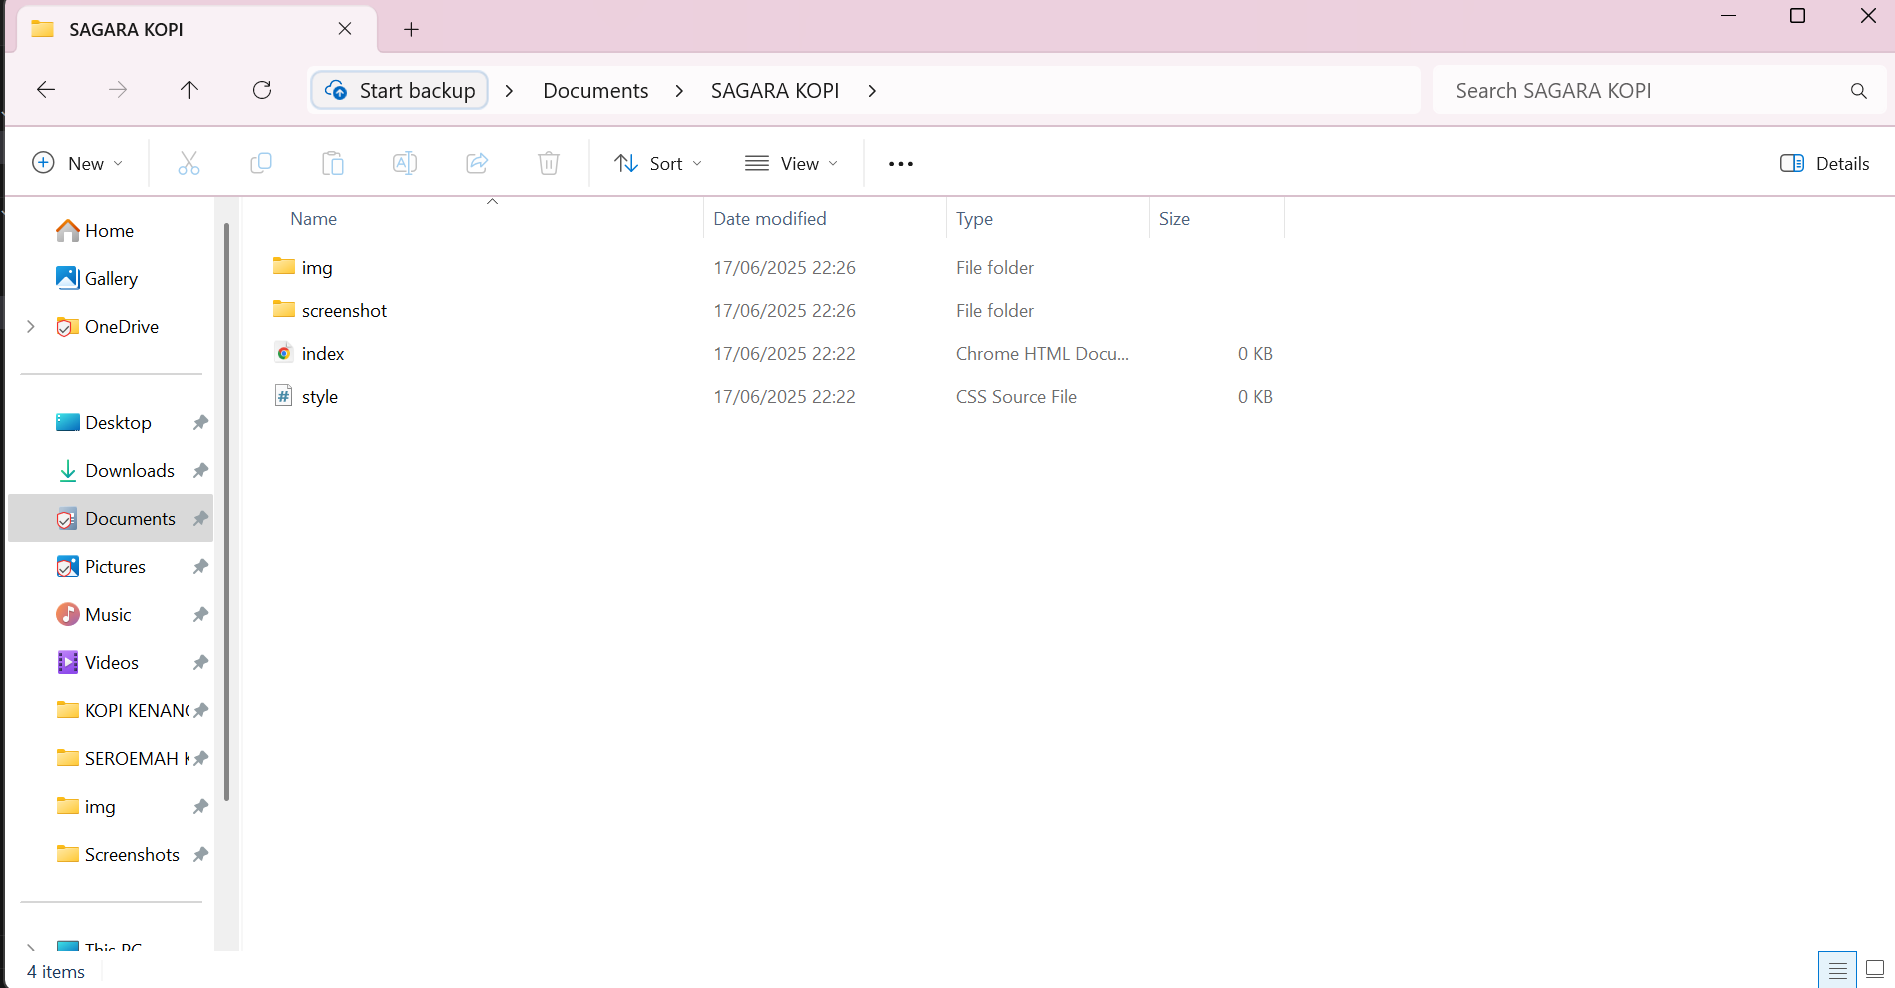 SAGARA KOPI
Start backup > Documents > SAGARA KOPI >
Search SAGARA KOPI
New
Sort
View
Details
Name Date modified Type Size
img 17/06/2025 22:26 File folder
screenshot 17/06/2025 22:26 File folder
index 17/06/2025 22:22 Chrome HTML Docu... 0 KB
style 17/06/2025 22:22 CSS Source File 0 KB
Home
Gallery
OneDrive
Desktop
Downloads
Documents
Pictures
Music
Videos
KOPI KENANG
SEROEMAH K
img
Screenshots
This PC
4 items